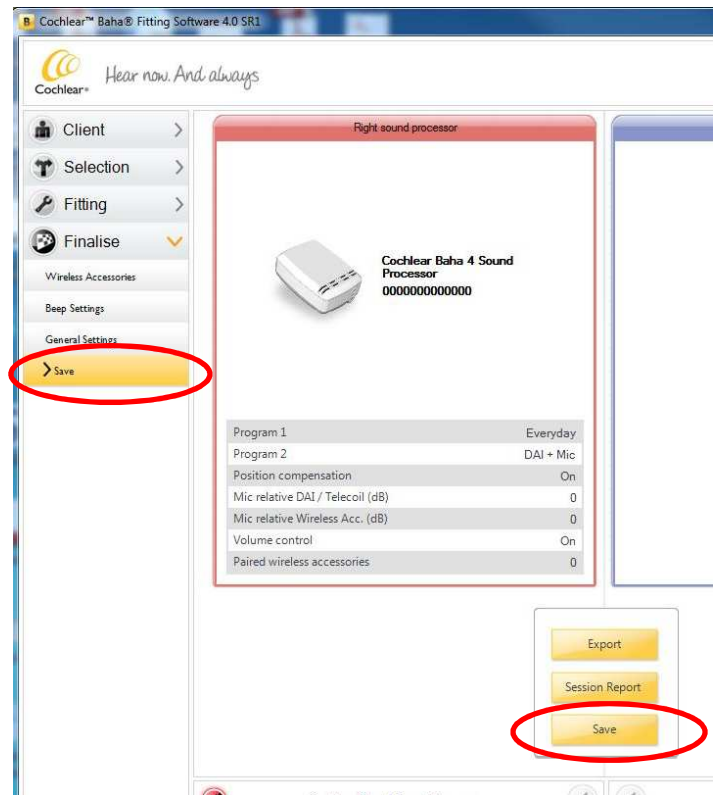 Cochlear™ Baha® Fitting Software 4.0 SR1
Cochlear®
Hear now. And always
Client
Selection
Fitting
Finalise
Wireless Accessories
Beep Settings
General Settings
Save
Right sound processor
Cochlear Baha 4 Sound
Processor
0000000000000
Program 1 Everyday
Program 2 DAI + Mic
Position compensation On
Mic relative DAI / Telecoil (dB) 0
Mic relative Wireless Acc. (dB) 0
Volume control On
Paired wireless accessories 0
Export
Session Report
Save